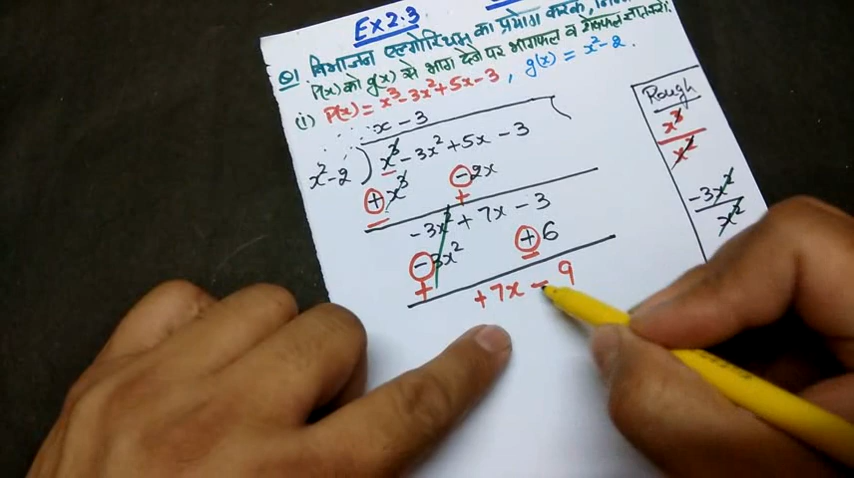 Ex 2.3
Q1 विभाजन एल्गोरिथ्म का प्रयोग करके,
P(x) को g(x) से भाग देने पर भागफल व शेषफल ज्ञात करो.
(i) P(x) = x³-3x²+5x-3, g(x) = x²-2.
x - 3
x²-2 ) x³ - 3x² + 5x - 3
+ x³ - 2x
- +
-3x² + 7x - 3
- 3x² + 6
+ -
+7x - 9
Rough
x³
x²
-3x²
x²